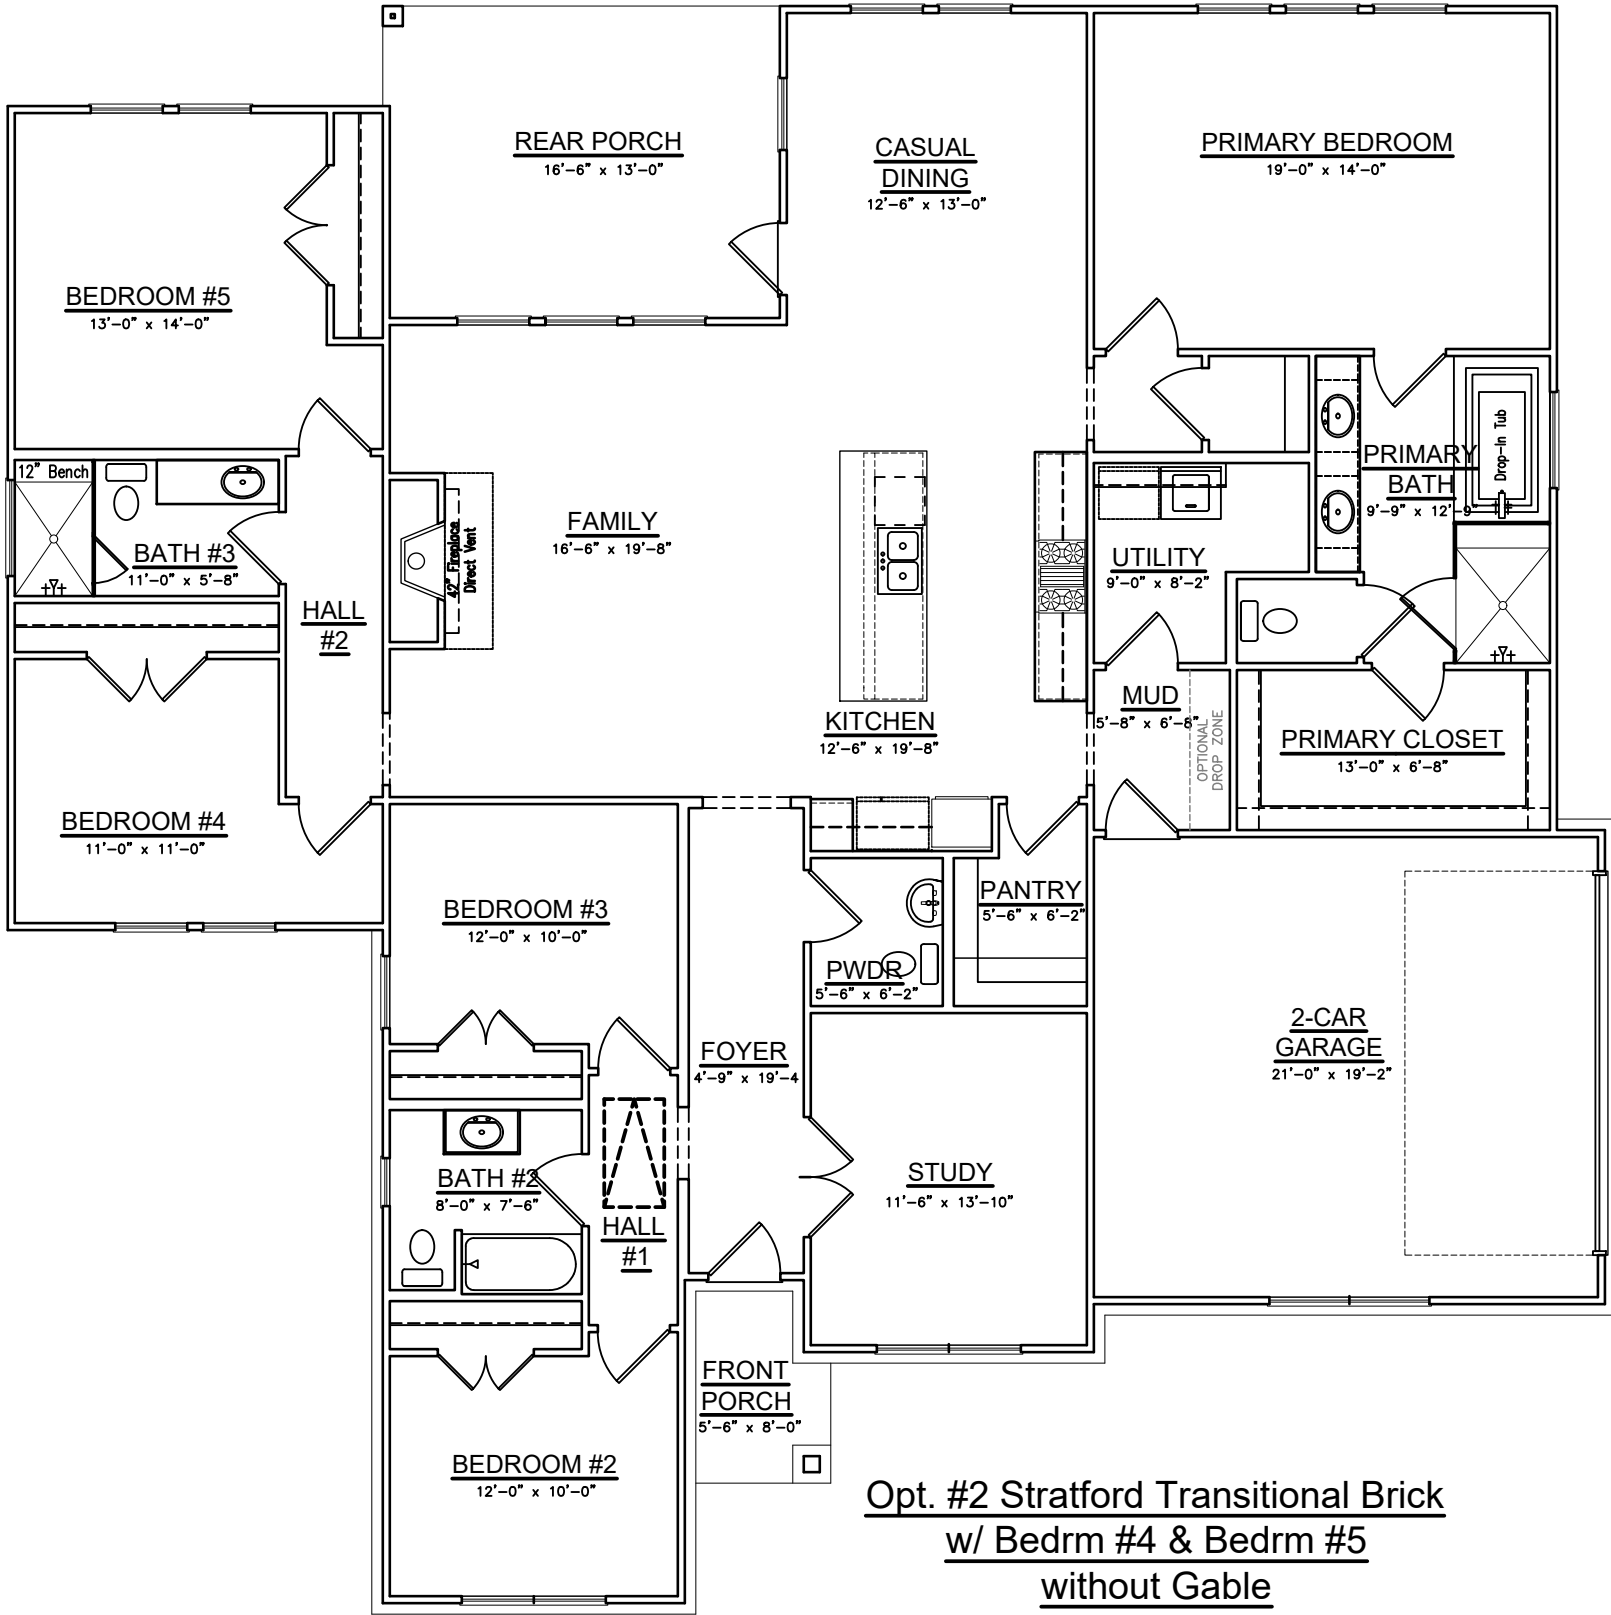 REAR PORCH
16'-6" x 13'-0"
CASUAL
DINING
12'-6" x 13'-0"
PRIMARY BEDROOM
19'-0" x 14'-0"
BEDROOM #5
13'-0" x 14'-0"
12" Bench
BATH #3
11'-0" x 5'-8"
HALL
#2
42" Fireplace
Direct Vent
FAMILY
16'-6" x 19'-8"
KITCHEN
12'-6" x 19'-8"
UTILITY
9'-0" x 8'-2"
PRIMARY
BATH
9'-9" x 12'-9"
Drop-In Tub
MUD
5'-8" x 6'-8"
OPTIONAL
DROP ZONE
PRIMARY CLOSET
13'-0" x 6'-8"
BEDROOM #4
11'-0" x 11'-0"
BEDROOM #3
12'-0" x 10'-0"
PANTRY
5'-6" x 6'-2"
PWDR
5'-6" x 6'-2"
FOYER
4'-9" x 19'-4
2-CAR
GARAGE
21'-0" x 19'-2"
BATH #2
8'-0" x 7'-6"
HALL
#1
STUDY
11'-6" x 13'-10"
FRONT
PORCH
5'-6" x 8'-0"
BEDROOM #2
12'-0" x 10'-0"
Opt. #2 Stratford Transitional Brick
w/ Bedrm #4 & Bedrm #5
without Gable